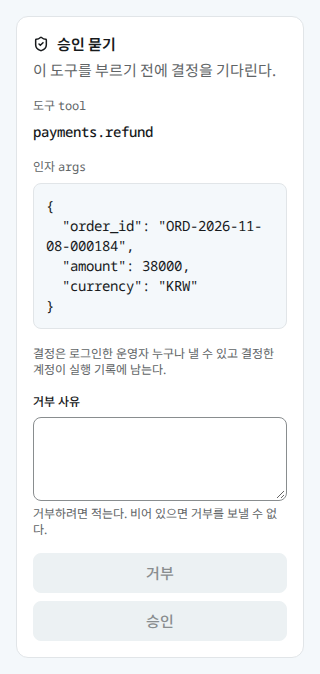 승인 묻기
이 도구를 부르기 전에 결정을 기다린다.
도구 tool
payments.refund
인자 args
{
"order_id": "ORD-2026-11-
08-000184",
"amount": 38000,
"currency": "KRW"
}
결정은 로그인한 운영자 누구나 낼 수 있고 결정한
계정이 실행 기록에 남는다.
거부 사유
거부하려면 적는다. 비어 있으면 거부를 보낼 수 없
다.
거부
승인